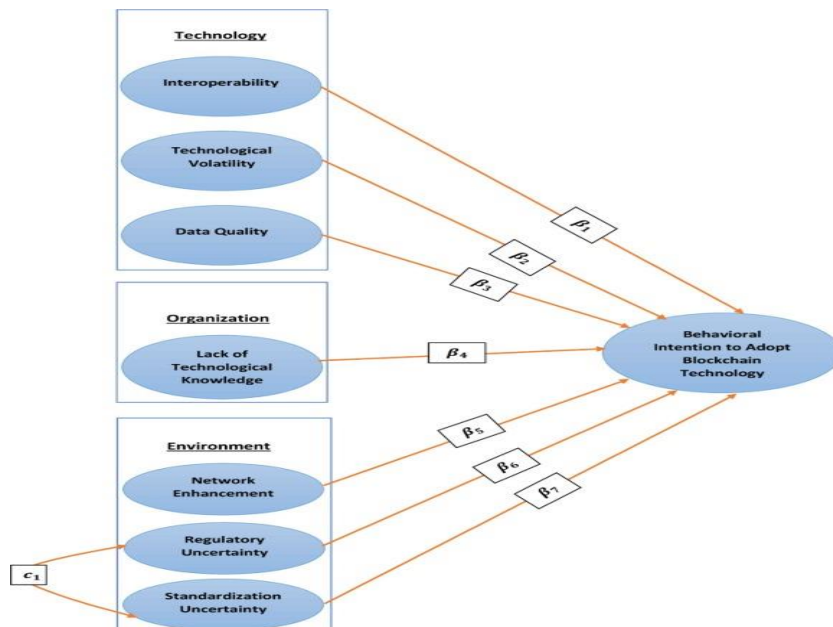 Technology
Interoperability
Technological
Volatility
Data Quality
β₁
β₂
β₃
Organization
Lack of
Technological
Knowledge
β₄
Behavioral
Intention to Adopt
Blockchain
Technology
Environment
Network
Enhancement
Regulatory
Uncertainty
Standardization
Uncertainty
β₅
β₆
β₇
c₁